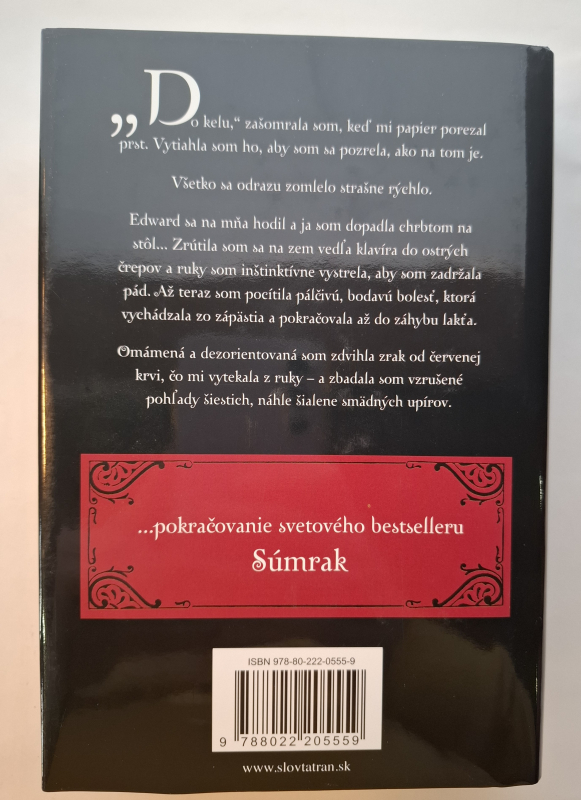 „Do kelu,“ zašomrala som, keď mi papier porezal
prst. Vytiahla som ho, aby som sa pozrela, ako na tom je.
Všetko sa odrazu zomlelo strašne rýchlo.
Edward sa na mňa hodil a ja som dopadla chrbtom na
stôl... Zrútila som sa na zem vedľa klavíra do ostrých
črepov a ruky som inštinktívne vystrela, aby som zadržala
pád. Až teraz som pocítila pálčivú, bodavú bolesť, ktorá
vychádzala zo zápästia a pokračovala až do záhybu lakťa.
Omámená a dezorientovaná som zdvihla zrak od červenej
krvi, čo mi vytekala z ruky – a zbadala som vzrušené
pohľady šiestich, náhle šialene smädných upírov.
...pokračovanie svetového bestselleru
Súmrak
ISBN 978-80-222-0555-9
9 788022 205559
www.slovtatran.sk